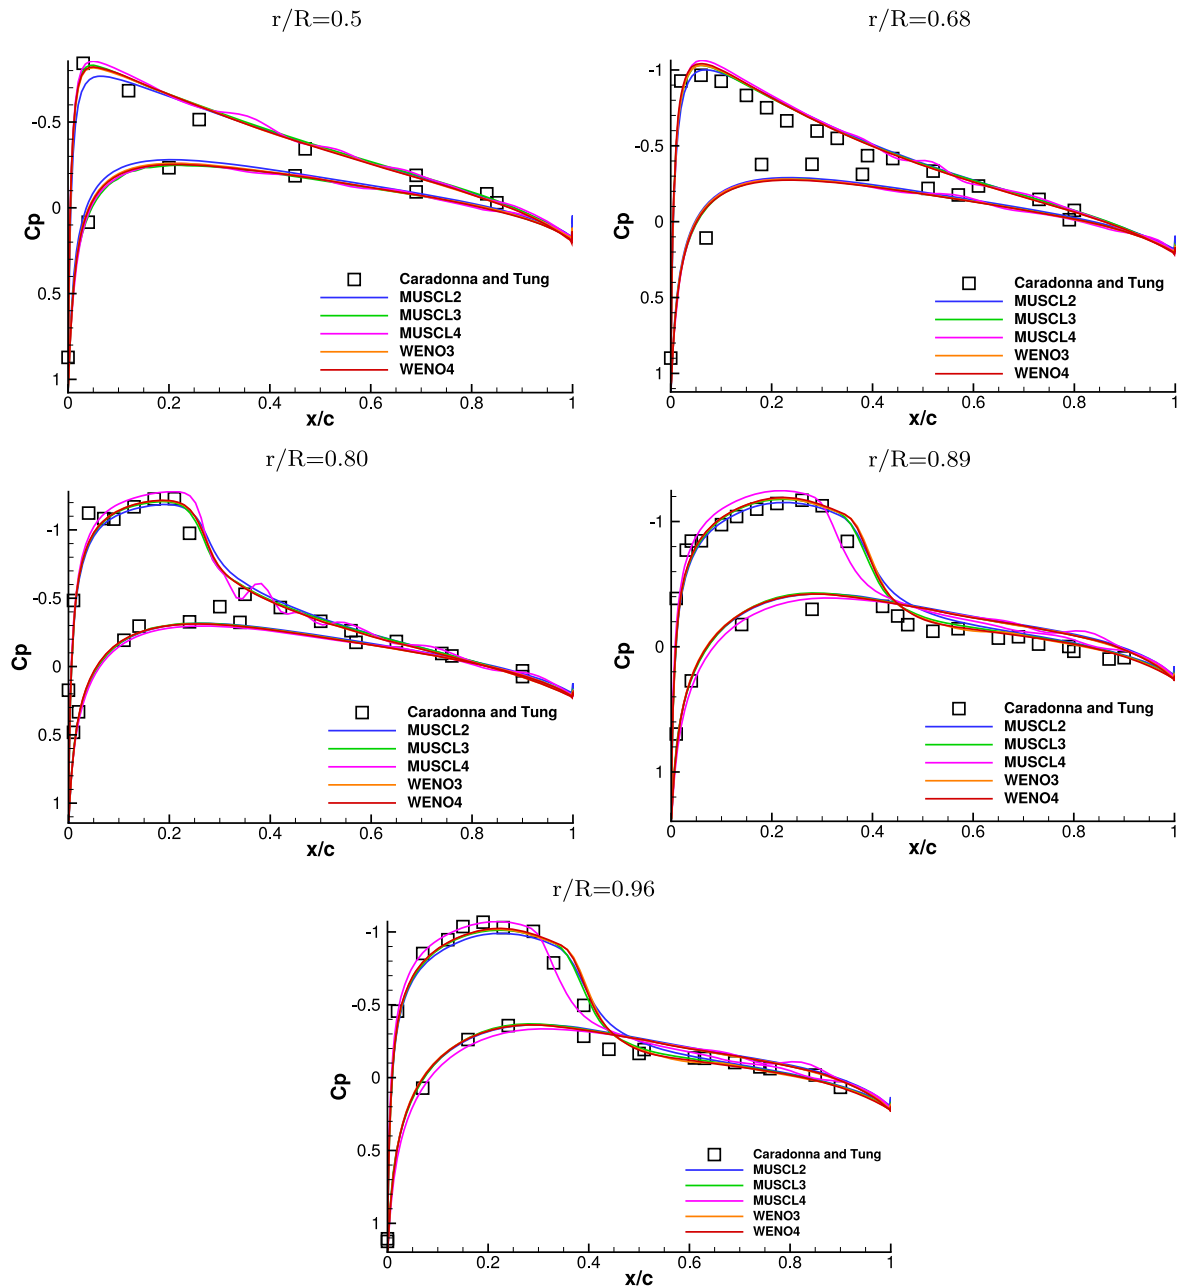 r/R=0.5
r/R=0.68
-0.5
0
0.5
1
Cp
0 0.2 0.4 0.6 0.8 1
x/c
Caradonna and Tung
MUSCL2
MUSCL3
MUSCL4
WENO3
WENO4
-1
-0.5
0
0.5
1
Cp
0 0.2 0.4 0.6 0.8 1
x/c
Caradonna and Tung
MUSCL2
MUSCL3
MUSCL4
WENO3
WENO4
r/R=0.80
r/R=0.89
-1
-0.5
0
0.5
1
Cp
0 0.2 0.4 0.6 0.8 1
x/c
Caradonna and Tung
MUSCL2
MUSCL3
MUSCL4
WENO3
WENO4
-1
0
1
Cp
0 0.2 0.4 0.6 0.8 1
x/c
Caradonna and Tung
MUSCL2
MUSCL3
MUSCL4
WENO3
WENO4
r/R=0.96
-1
-0.5
0
0.5
1
Cp
0 0.2 0.4 0.6 0.8 1
x/c
Caradonna and Tung
MUSCL2
MUSCL3
MUSCL4
WENO3
WENO4